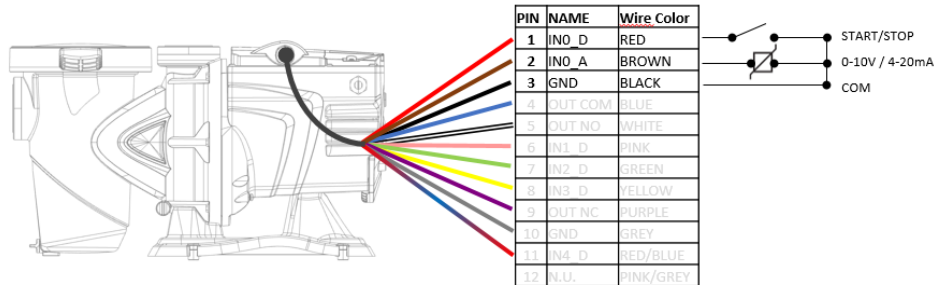 PIN NAME Wire Color
1 IN0_D RED
2 IN0_A BROWN
3 GND BLACK
4 OUT COM BLUE
5 OUT NO WHITE
6 IN1_D PINK
7 IN2_D GREEN
8 IN3_D YELLOW
9 OUT NC PURPLE
10 GND GREY
11 IN4_D RED/BLUE
12 N.U. PINK/GREY
START/STOP
0-10V / 4-20mA
COM